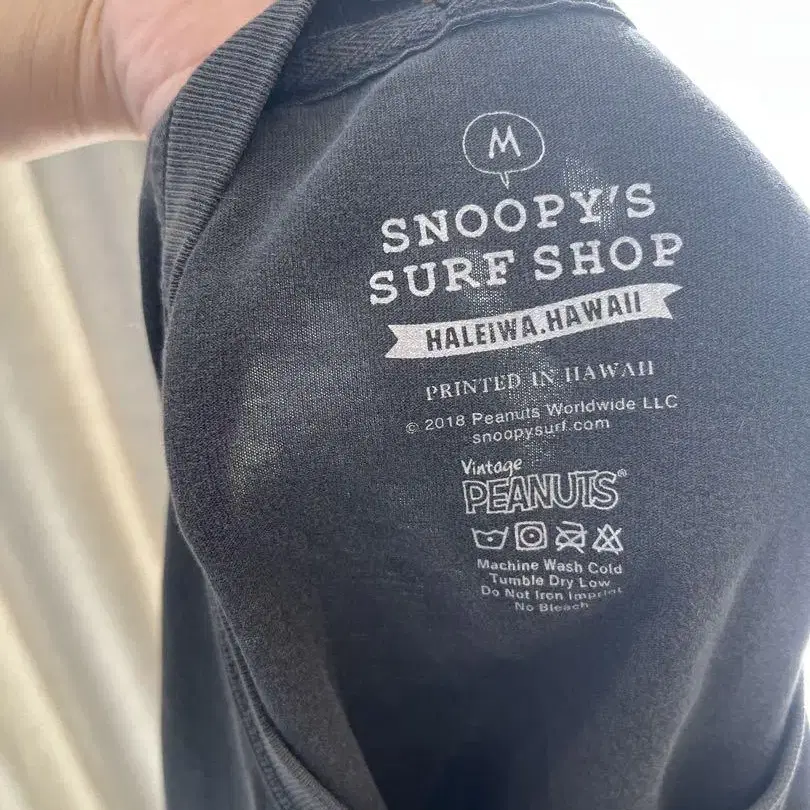 M
SNOOPY'S
SURF SHOP
HALEIWA.HAWAII
PRINTED IN HAWAII
© 2018 Peanuts Worldwide LLC
snoopysurf.com
Vintage
PEANUTS®
Machine Wash Cold
Tumble Dry Low
Do Not Iron Imprint
No Bleach